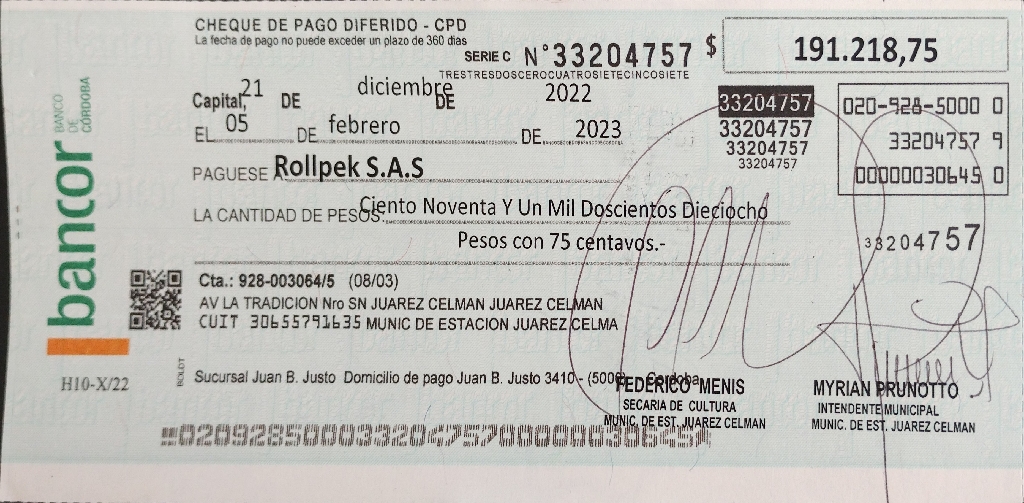 CHEQUE DE PAGO DIFERIDO - CPD
La fecha de pago no puede exceder un plazo de 360 días
SERIE C N°33204757 $ 191.218,75
TRESTRESDOSCEROCUATROSIETECINCOSIETE
Capital, 21 DE diciembre DE 2022
EL 05 DE febrero DE 2023
33204757
33204757
33204757
33204757
020-928-5000 0
33204757 9
00000030645 0
PAGUESE Rollpek S.A.S
LA CANTIDAD DE PESOS Ciento Noventa Y Un Mil Doscientos Dieciocho
Pesos con 75 centavos.-
33204757
bancor
BANCO
DE
CÓRDOBA
Cta.: 928-003064/5 (08/03)
AV LA TRADICION Nro SN JUAREZ CELMAN JUAREZ CELMAN
CUIT 30655791635 MUNIC DE ESTACION JUAREZ CELMA
H10-X/22
BOLDT
Sucursal Juan B. Justo Domicilio de pago Juan B. Justo 3410 - (5006) Cordoba
FEDERICO MENIS
SECARIA DE CULTURA
MUNIC. DE EST. JUAREZ CELMAN
MYRIAN PRUNOTTO
INTENDENTE MUNICIPAL
MUNIC. DE EST. JUAREZ CELMAN